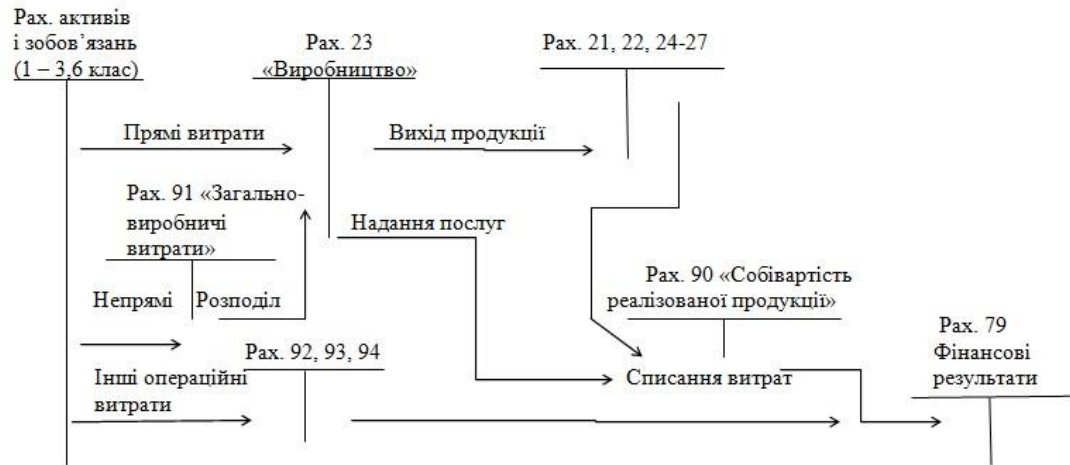 Рах. активів
і зобов’язань
(1 – 3,6 клас)
Рах. 23
«Виробництво»
Рах. 21, 22, 24-27
Прямі витрати
Вихід продукції
Рах. 91 «Загально-
виробничі
витрати»
Надання послуг
Рах. 90 «Собівартість
реалізованої продукції»
Непрямі
Розподіл
Рах. 79
Фінансові
результати
Рах. 92, 93, 94
Інші операційні
витрати
Списання витрат